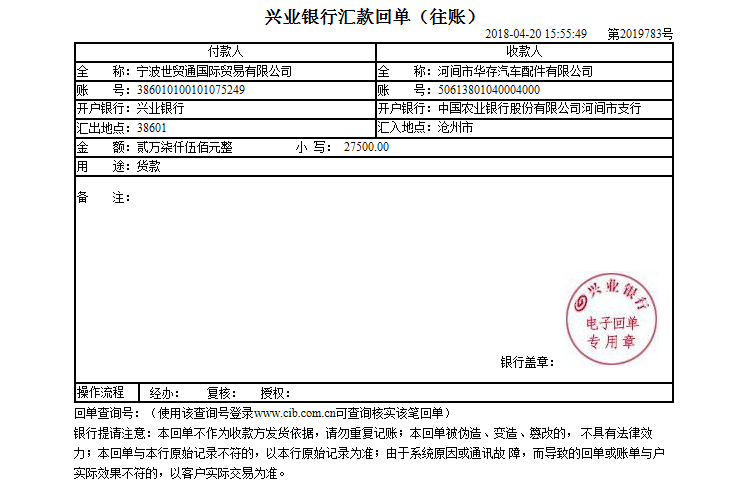 兴业银行汇款回单（往账）
2018-04-20 15:55:49 第2019783号
付款人 收款人
全 称：宁波世贸通国际贸易有限公司 全 称：河间市华存汽车配件有限公司
账 号：386010100101075249 账 号：50613801040004000
开户银行：兴业银行 开户银行：中国农业银行股份有限公司河间市支行
汇出地点：38601 汇入地点：沧州市
金 额：贰万柒仟伍佰元整 小 写： 27500.00
用 途：货款
备 注：
兴业银行
电子回单
专用章
银行盖章：
操作流程 经办： 复核： 授权：
回单查询号：（使用该查询号登录www.cib.com.cn可查询核实该笔回单）
银行提请注意：本回单不作为收款方发货依据，请勿重复记账；本回单被伪造、变造、篡改的， 不具有法律效
力；本回单与本行原始记录不符的，以本行原始记录为准；由于系统原因或通讯故 障，而导致的回单或账单与户
实际效果不符的，以客户实际交易为准。